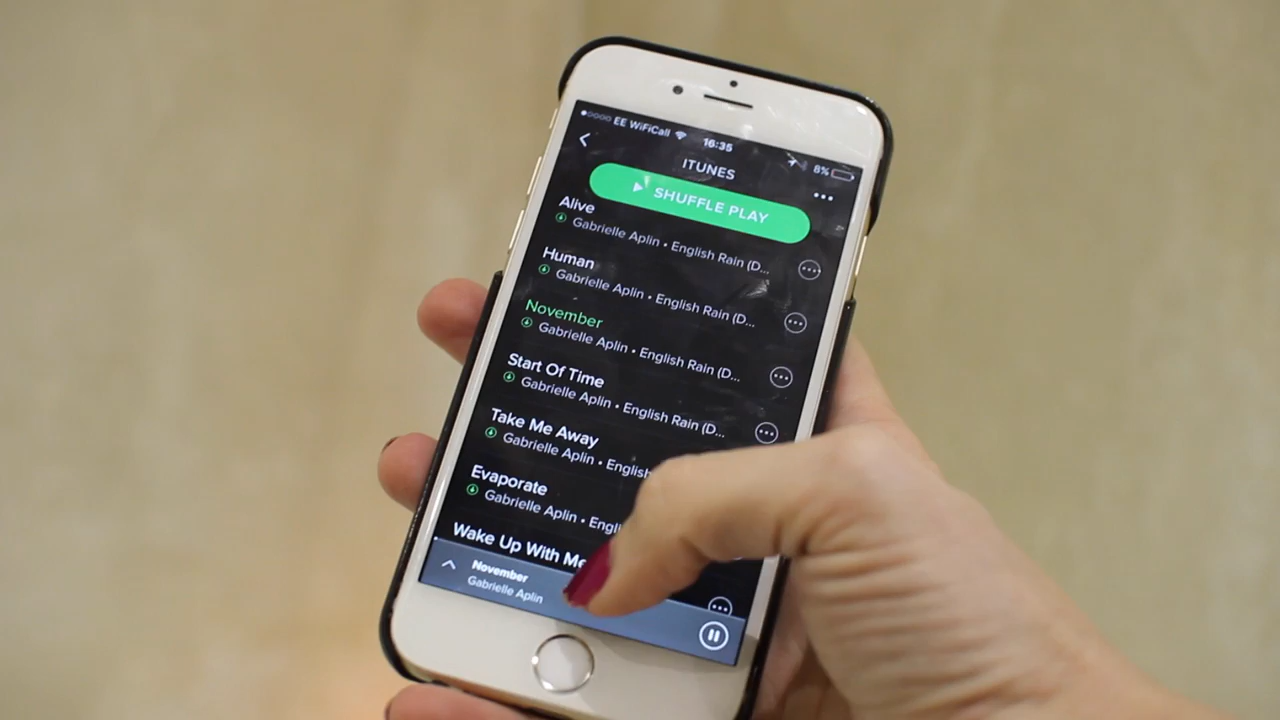 EE WiFiCall 16:35 8%
ITUNES
SHUFFLE PLAY
Alive
Gabrielle Aplin • English Rain (D...
Human
Gabrielle Aplin • English Rain (D...
November
Gabrielle Aplin • English Rain (D...
Start Of Time
Gabrielle Aplin • English Rain (D...
Take Me Away
Gabrielle Aplin • English
Evaporate
Gabrielle Aplin • Engli
Wake Up With Me
November
Gabrielle Aplin